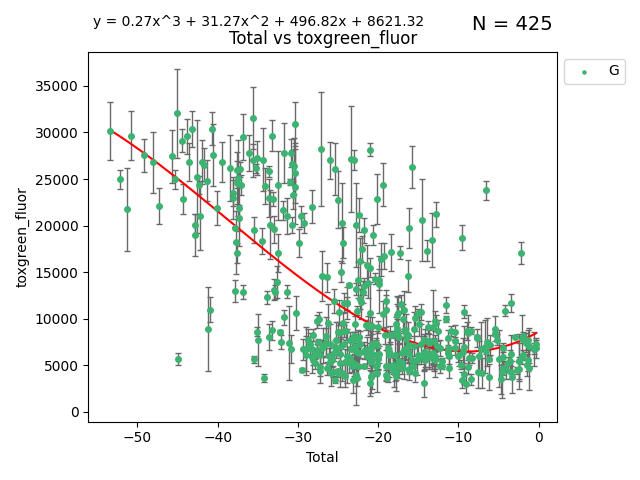 y = 0.27x^3 + 31.27x^2 + 496.82x + 8621.32
N = 425
Total vs toxgreen_fluor
G
35000
30000
25000
20000
15000
10000
5000
0
toxgreen_fluor
−50
−40
−30
−20
−10
0
Total